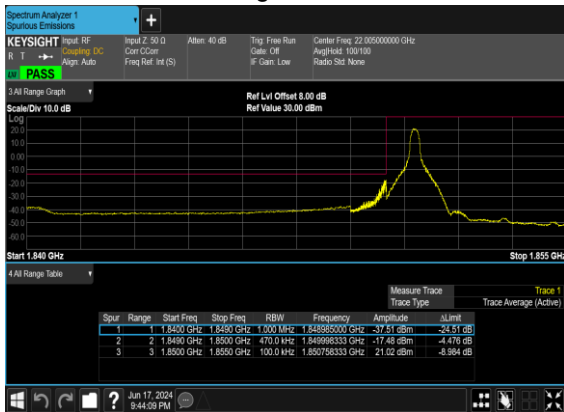 Spectrum Analyzer 1
Spurious Emissions
KEYSIGHT Input: RF Input Z: 50 Ω Atten: 40 dB Trig: Free Run Center Freq: 22.005000000 GHz
R T Coupling: DC Corr CCorr Gate: Off Avg|Hold: 100/100
Align: Auto Freq Ref: Int (S) IF Gain: Low Radio Std: None
PASS
3 All Range Graph
Ref Lvl Offset 8.00 dB
Scale/Div 10.0 dB Ref Value 30.00 dBm
Log
20.0
10.0
0.00
-10.0
-20.0
-30.0
-40.0
-50.0
-60.0
Start 1.840 GHz Stop 1.855 GHz
4 All Range Table
Measure Trace Trace 1
Trace Type Trace Average (Active)
Spur Range Start Freq Stop Freq RBW Frequency Amplitude ΔLimit
1 1 1.8400 GHz 1.8490 GHz 1.000 MHz 1.848985000 GHz -37.51 dBm -24.51 dB
2 2 1.8490 GHz 1.8500 GHz 470.0 kHz 1.849998333 GHz -17.48 dBm -4.476 dB
3 3 1.8500 GHz 1.8550 GHz 100.0 kHz 1.850758333 GHz 21.02 dBm -8.984 dB
? Jun 17, 2024
9:44:09 PM